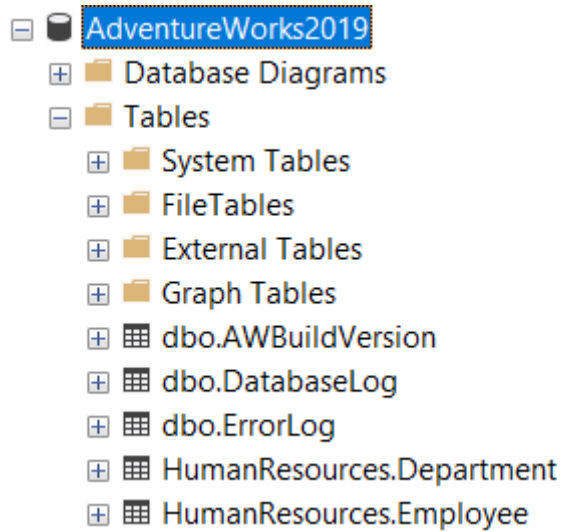 AdventureWorks2019
Database Diagrams
Tables
System Tables
FileTables
External Tables
Graph Tables
dbo.AWBuildVersion
dbo.DatabaseLog
dbo.ErrorLog
HumanResources.Department
HumanResources.Employee